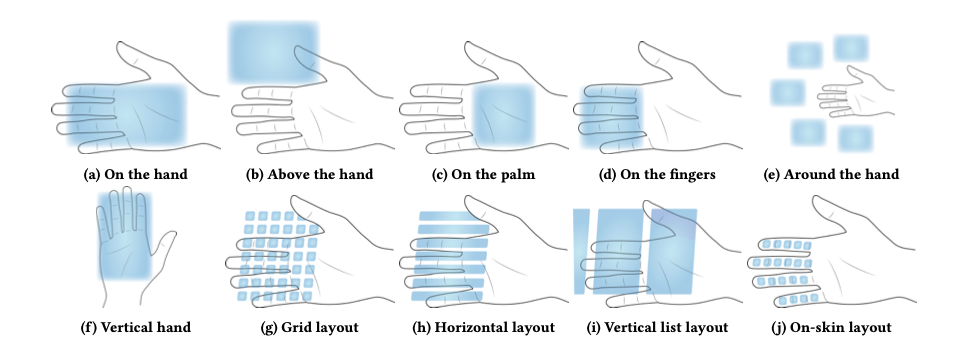 (a) On the hand
(b) Above the hand
(c) On the palm
(d) On the fingers
(e) Around the hand
(f) Vertical hand
(g) Grid layout
(h) Horizontal layout
(i) Vertical list layout
(j) On-skin layout